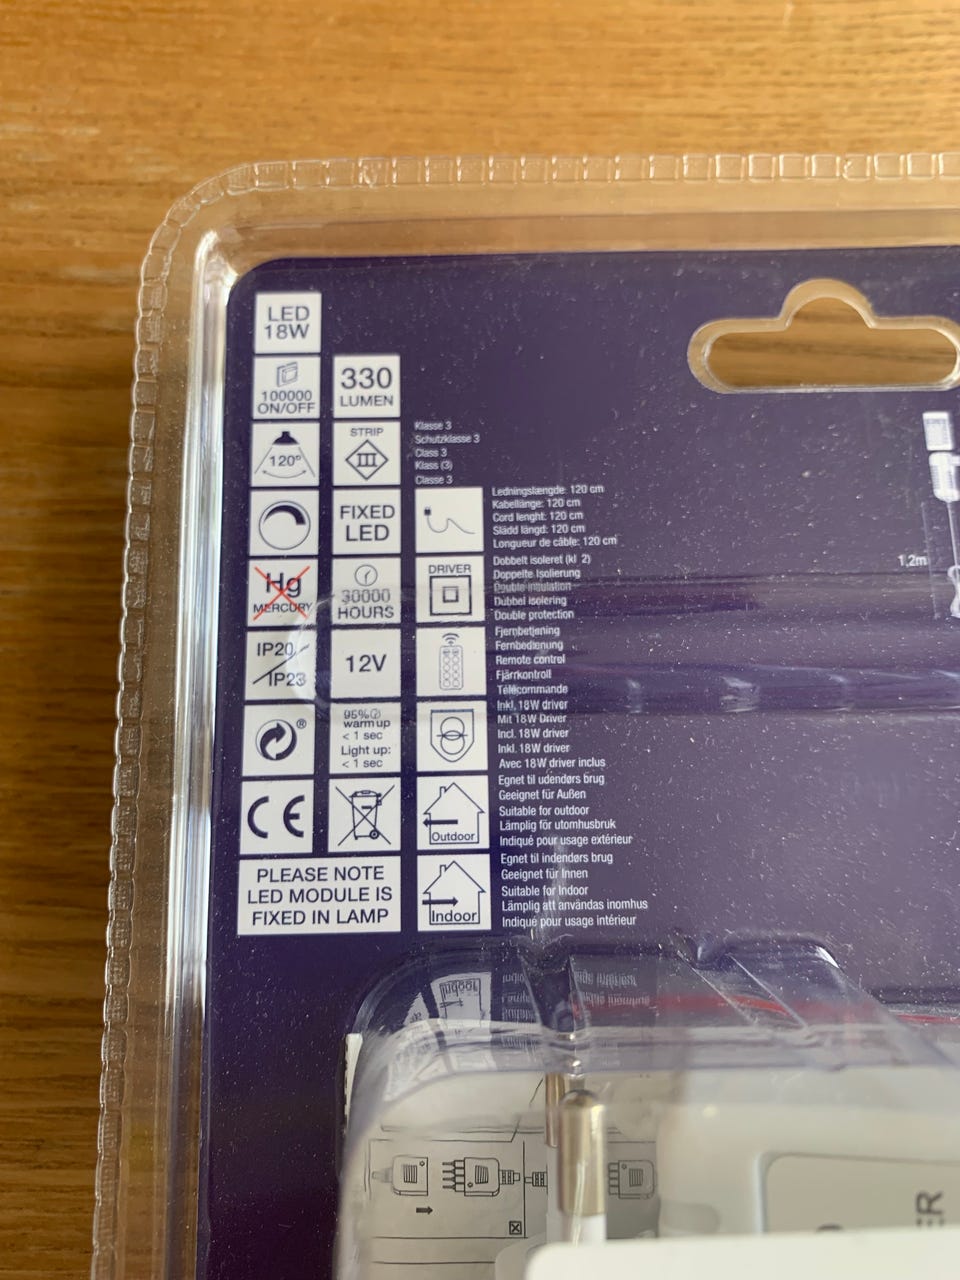 LED
18W
100000
ON/OFF
330
LUMEN
120°
STRIP
III
Klasse 3
Schutzklasse 3
Class 3
Klass (3)
Classe 3
FIXED
LED
Ledningslængde: 120 cm
Kabellänge: 120 cm
Cord lenght: 120 cm
Slädd längd: 120 cm
Longueur de câble: 120 cm
1,2m
Hg
MERCURY
30000
HOURS
DRIVER
Dobbelt isoleret (kl 2)
Doppelte Isolierung
Double insulation
Dubbel isolering
Double protection
IP20/
IP23
12V
Fjernbetjening
Fernbedienung
Remote control
Fjärrkontroll
Télécommande
®
95%
warm up
< 1 sec
Light up:
< 1 sec
Inkl. 18W driver
Mit 18W Driver
Incl. 18W driver
Inkl. 18W driver
Avec 18W driver inclus
CE
Outdoor
Egnet til udendørs brug
Geeignet für Außen
Suitable for outdoor
Lämplig för utomhusbruk
Indiqué pour usage extérieur
PLEASE NOTE
LED MODULE IS
FIXED IN LAMP
Indoor
Egnet til indendørs brug
Geeignet für Innen
Suitable for Indoor
Lämplig att användas inomhus
Indiqué pour usage intérieur
ER